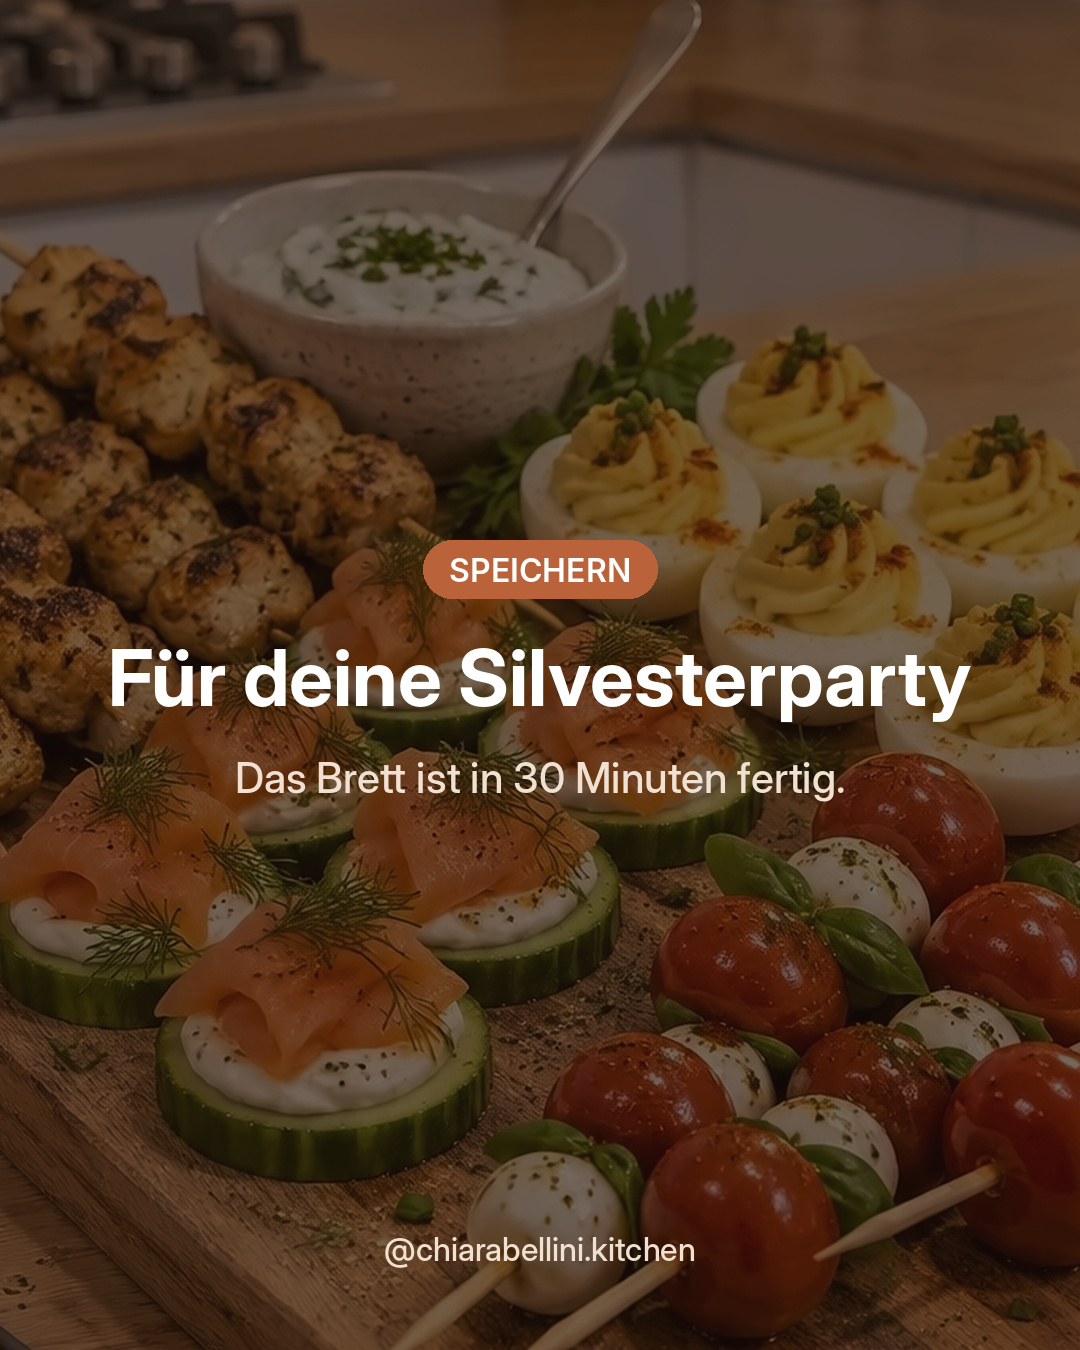 SPEICHERN
Für deine Silvesterparty
Das Brett ist in 30 Minuten fertig.
@chiarabellini.kitchen